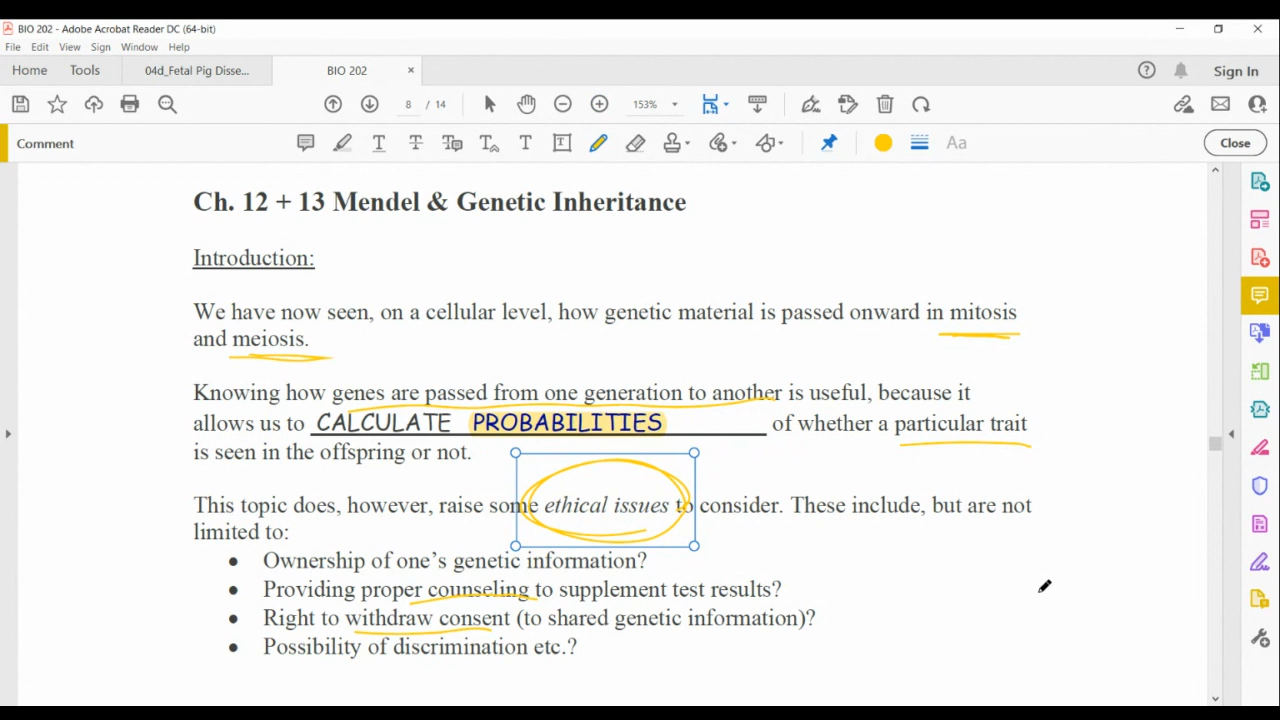 BIO 202 - Adobe Acrobat Reader DC (64-bit)
File Edit View Sign Window Help
Home Tools 04d_Fetal Pig Disse... BIO 202 × Sign In
8 / 14 153%
Comment Aa Close
Ch. 12 + 13 Mendel & Genetic Inheritance
Introduction:
We have now seen, on a cellular level, how genetic material is passed onward in mitosis
and meiosis.
Knowing how genes are passed from one generation to another is useful, because it
allows us to CALCULATE PROBABILITIES of whether a particular trait
is seen in the offspring or not.
This topic does, however, raise some ethical issues to consider. These include, but are not
limited to:
• Ownership of one's genetic information?
• Providing proper counseling to supplement test results?
• Right to withdraw consent (to shared genetic information)?
• Possibility of discrimination etc.?